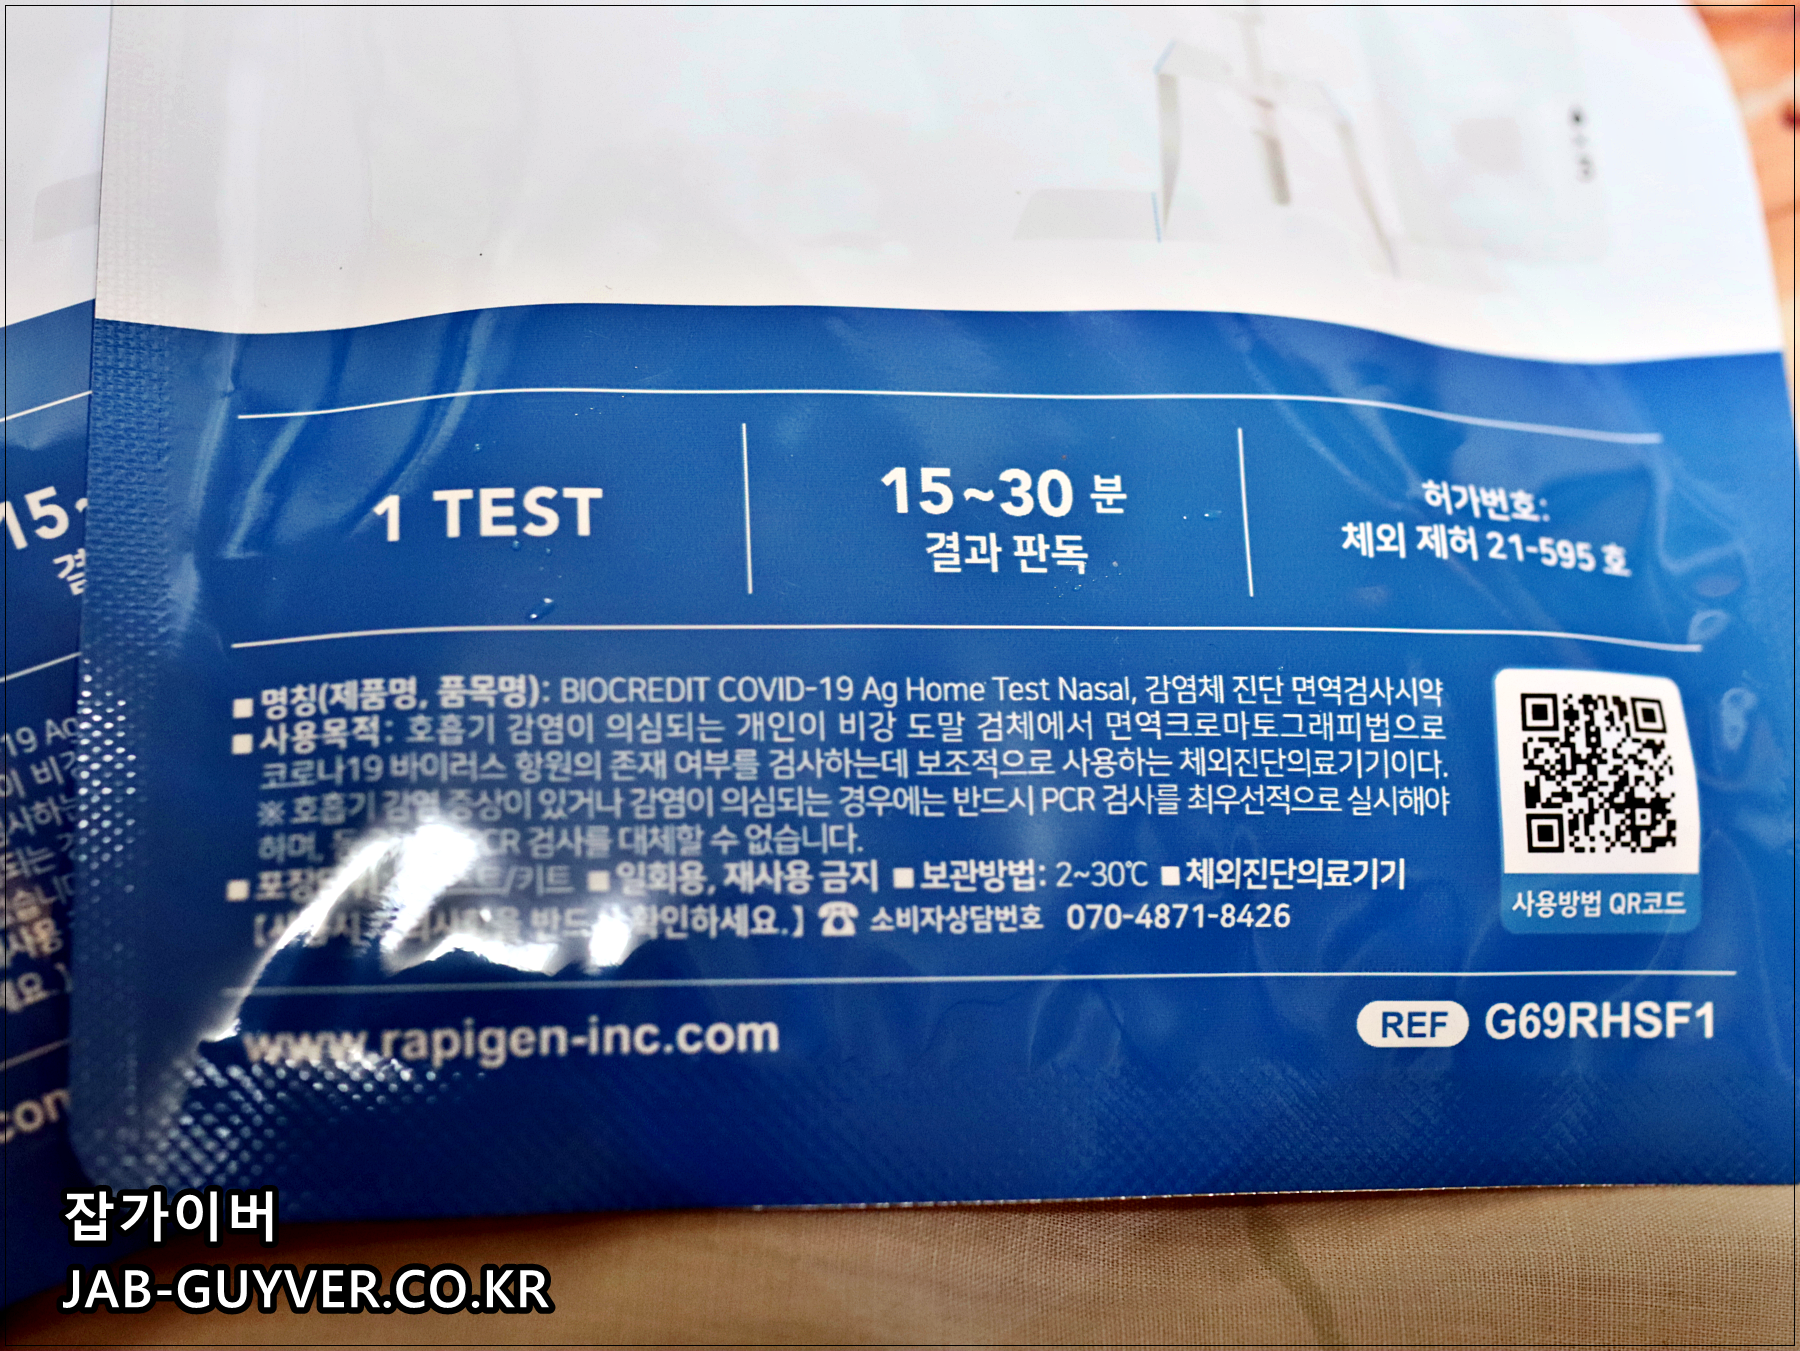 1 TEST
15~30 분
결과 판독
허가번호:
체외 제허 21-595 호
■ 명칭(제품명, 품목명): BIOCREDIT COVID-19 Ag Home Test Nasal, 감염체 진단 면역검사시약
■ 사용목적: 호흡기 감염이 의심되는 개인이 비강 도말 검체에서 면역크로마토그래피법으로
코로나19 바이러스 항원의 존재 여부를 검사하는데 보조적으로 사용하는 체외진단의료기기이다.
※ 호흡기 감염 증상이 있거나 감염이 의심되는 경우에는 반드시 PCR 검사를 최우선적으로 실시해야
하며, 검사를 대체할 수 없습니다.
■ ■ 일회용, 재사용 금지 ■ 보관방법: 2~30℃ ■ 체외진단의료기기
확인하세요.】 ☎ 소비자상담번호 070-4871-8426
사용방법 QR코드
www.rapigen-inc.com
REF G69RHSF1
잡가이버
JAB-GUYVER.CO.KR